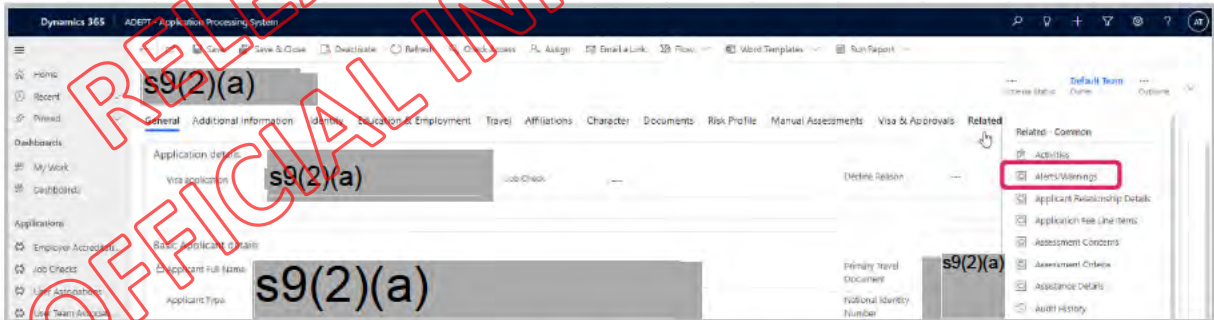 Dynamics 365 ADEPT - Application Processing System ? AT
Save Save & Close Deactivate Refresh Check Access Assign Email a Link Flow Word Templates Run Report
Home
Recent
Pinned
s9(2)(a)
Default Team
Owner
General Additional Information Identity Education & Employment Travel Affiliations Character Documents Risk Profile Manual Assessments Visa & Approvals Related
Related - Common
Dashboards
My Work
Dashboards
Application details
Visa application s9(2)(a) Job Check --- Decline Reason ---
Activities
Alerts/Warnings
Applicant Relationship Details
Application Fee Line Items
Assessment Concerns
Assessment Criteria
Assistance Details
Audit History
Applications
Employer Accreditati...
Job Checks
User Associations
User Team Associat...
Basic Applicant details
Applicant Full Name s9(2)(a) Primary Travel Document s9(2)(a)
Applicant Type National Identity Number
OFFICIAL IN